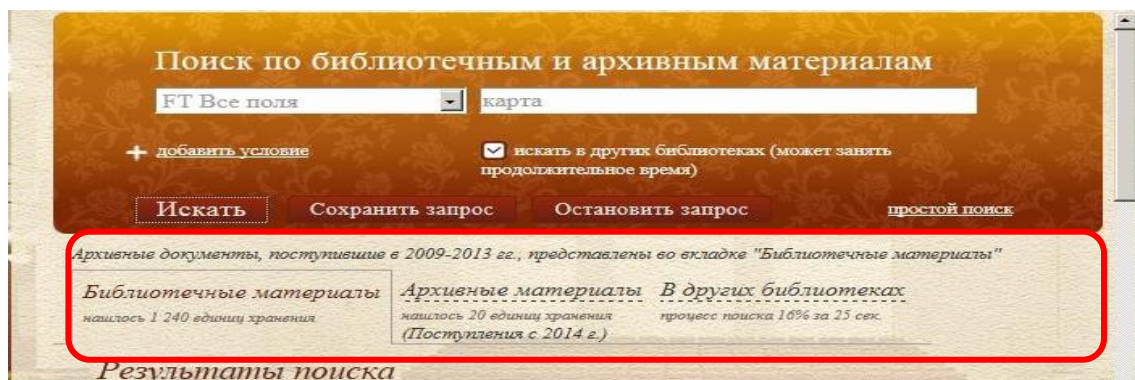 Поиск по библиотечным и архивным материалам
FT Все поля карта
добавить условие искать в других библиотеках (может занять
продолжительное время)
Искать Сохранить запрос Остановить запрос простой поиск
Архивные документы, поступившие в 2009-2013 гг., представлены во вкладке "Библиотечные материалы"
Библиотечные материалы Архивные материалы В других библиотеках
нашлось 1 240 единиц хранения нашлось 20 единиц хранения процесс поиска 16% за 25 сек.
(Поступления с 2014 г.)
Результаты поиска